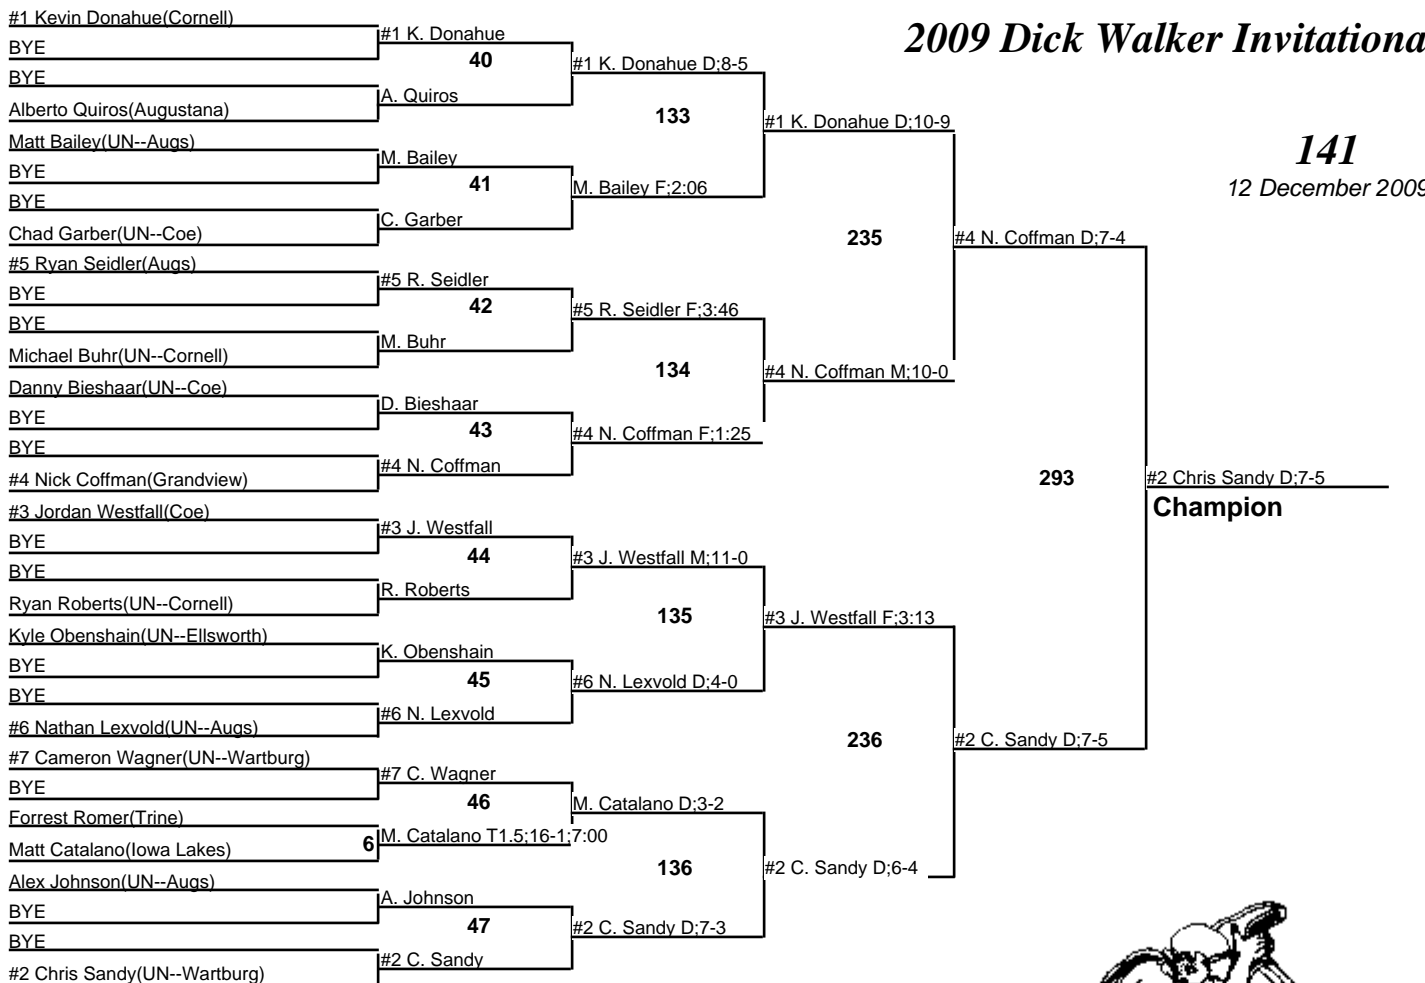 2009 Dick Walker Invitationa
141
12 December 2009
#1 Kevin Donahue(Cornell)
BYE
BYE
Alberto Quiros(Augustana)
Matt Bailey(UN--Augs)
BYE
BYE
Chad Garber(UN--Coe)
#5 Ryan Seidler(Augs)
BYE
BYE
Michael Buhr(UN--Cornell)
Danny Bieshaar(UN--Coe)
BYE
BYE
#4 Nick Coffman(Grandview)
#3 Jordan Westfall(Coe)
BYE
BYE
Ryan Roberts(UN--Cornell)
Kyle Obenshain(UN--Ellsworth)
BYE
BYE
#6 Nathan Lexvold(UN--Augs)
#7 Cameron Wagner(UN--Wartburg)
BYE
Forrest Romer(Trine)
Matt Catalano(Iowa Lakes)
Alex Johnson(UN--Augs)
BYE
BYE
#2 Chris Sandy(UN--Wartburg)
6
#1 K. Donahue
40
A. Quiros
M. Bailey
41
C. Garber
#5 R. Seidler
42
M. Buhr
D. Bieshaar
43
#4 N. Coffman
#3 J. Westfall
44
R. Roberts
K. Obenshain
45
#6 N. Lexvold
#7 C. Wagner
46
M. Catalano T1.5;16-1;7:00
A. Johnson
47
#2 C. Sandy
#1 K. Donahue D;8-5
133
M. Bailey F;2:06
#5 R. Seidler F;3:46
134
#4 N. Coffman F;1:25
#3 J. Westfall M;11-0
135
#6 N. Lexvold D;4-0
M. Catalano D;3-2
136
#2 C. Sandy D;7-3
#1 K. Donahue D;10-9
235
#4 N. Coffman M;10-0
#3 J. Westfall F;3:13
236
#2 C. Sandy D;6-4
#4 N. Coffman D;7-4
293
#2 C. Sandy D;7-5
#2 Chris Sandy D;7-5
Champion